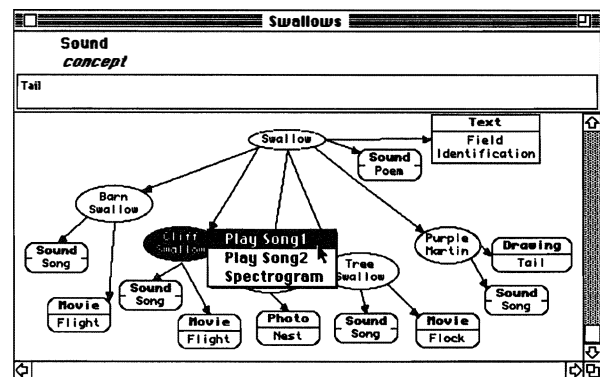 Swallows
Sound
concept
Tail
Swallow
Text
Field
Identification
Sound
Poem
Barn
Swallow
Cliff
Swallow
Play Song1
Play Song2
Spectrogram
Tree
Swallow
Purple
Martin
Drawing
Tail
Sound
Song
Sound
Song
Sound
Song
Movie
Flight
Movie
Flight
Photo
Nest
Sound
Song
Movie
Flock